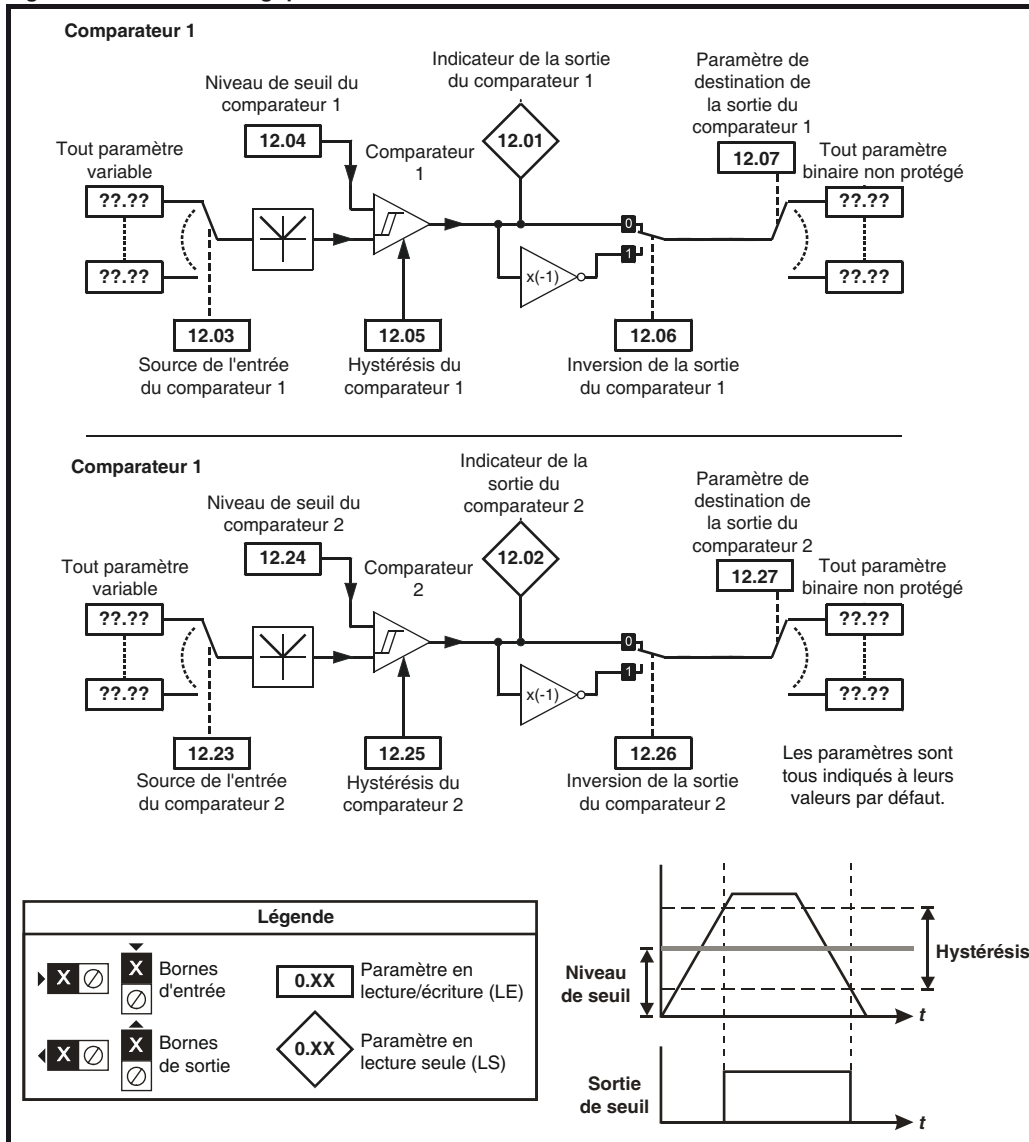 Comparateur 1
Indicateur de la sortie
du comparateur 1
Paramètre de
destination de
la sortie du
comparateur 1
Niveau de seuil du
comparateur 1
12.04
12.01
12.07
Tout paramètre
variable
Comparateur
1
Tout paramètre
binaire non protégé
??.??
??.??
0
1
x(-1)
??.??
??.??
12.03
12.05
12.06
Source de l'entrée
du comparateur 1
Hystérésis du
comparateur 1
Inversion de la sortie
du comparateur 1
Comparateur 1
Indicateur de la
sortie du
comparateur 2
Paramètre de
destination de
la sortie du
comparateur 2
Niveau de seuil du
comparateur 2
12.24
12.02
12.27
Tout paramètre
variable
Comparateur
2
Tout paramètre
binaire non protégé
??.??
??.??
0
1
x(-1)
??.??
??.??
12.23
12.25
12.26
Source de l'entrée
du comparateur 2
Hystérésis du
comparateur 2
Inversion de la sortie
du comparateur 2
Les paramètres sont
tous indiqués à leurs
valeurs par défaut.
Légende
X
X
Bornes
d'entrée
0.XX
Paramètre en
lecture/écriture (LE)
X
X
Bornes
de sortie
0.XX
Paramètre en
lecture seule (LS)
Niveau
de seuil
Hystérésis
t
Sortie
de seuil
t